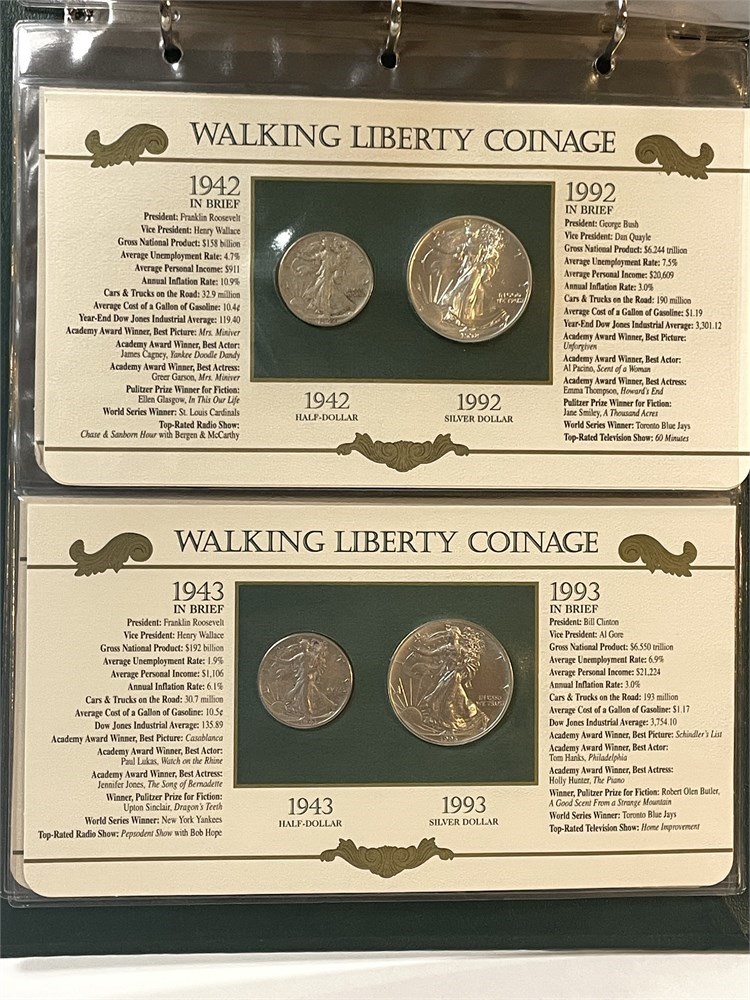 WALKING LIBERTY COINAGE
1942
IN BRIEF
President: Franklin Roosevelt
Vice President: Henry Wallace
Gross National Product: $158 billion
Average Unemployment Rate: 4.7%
Average Personal Income: $911
Annual Inflation Rate: 10.9%
Cars & Trucks on the Road: 32.9 million
Average Cost of a Gallon of Gasoline: 10.4¢
Year-End Dow Jones Industrial Average: 119.40
Academy Award Winner, Best Picture: Mrs. Miniver
Academy Award Winner, Best Actor:
James Cagney, Yankee Doodle Dandy
Academy Award Winner, Best Actress:
Greer Garson, Mrs. Miniver
Pulitzer Prize Winner for Fiction:
Ellen Glasgow, In This Our Life
World Series Winner: St. Louis Cardinals
Top-Rated Radio Show:
Chase & Sanborn Hour with Bergen & McCarthy
1942
HALF-DOLLAR
1992
SILVER DOLLAR
1992
IN BRIEF
President: George Bush
Vice President: Dan Quayle
Gross National Product: $6.244 trillion
Average Unemployment Rate: 7.5%
Average Personal Income: $20,609
Annual Inflation Rate: 3.0%
Cars & Trucks on the Road: 190 million
Average Cost of a Gallon of Gasoline: $1.19
Year-End Dow Jones Industrial Average: 3,301.12
Academy Award Winner, Best Picture:
Unforgiven
Academy Award Winner, Best Actor:
Al Pacino, Scent of a Woman
Academy Award Winner, Best Actress:
Emma Thompson, Howard's End
Pulitzer Prize Winner for Fiction:
Jane Smiley, A Thousand Acres
World Series Winner: Toronto Blue Jays
Top-Rated Television Show: 60 Minutes
WALKING LIBERTY COINAGE
1943
IN BRIEF
President: Franklin Roosevelt
Vice President: Henry Wallace
Gross National Product: $192 billion
Average Unemployment Rate: 1.9%
Average Personal Income: $1,106
Annual Inflation Rate: 6.1%
Cars & Trucks on the Road: 30.7 million
Average Cost of a Gallon of Gasoline: 10.5¢
Dow Jones Industrial Average: 135.89
Academy Award Winner, Best Picture: Casablanca
Academy Award Winner, Best Actor:
Paul Lukas, Watch on the Rhine
Academy Award Winner, Best Actress:
Jennifer Jones, The Song of Bernadette
Winner, Pulitzer Prize for Fiction:
Upton Sinclair, Dragon's Teeth
World Series Winner: New York Yankees
Top-Rated Radio Show: Pepsodent Show with Bob Hope
1943
HALF-DOLLAR
1993
SILVER DOLLAR
1993
IN BRIEF
President: Bill Clinton
Vice President: Al Gore
Gross National Product: $6.550 trillion
Average Unemployment Rate: 6.9%
Average Personal Income: $21,224
Annual Inflation Rate: 3.0%
Cars & Trucks on the Road: 193 million
Average Cost of a Gallon of Gasoline: $1.17
Dow Jones Industrial Average: 3,754.10
Academy Award Winner, Best Picture: Schindler's List
Academy Award Winner, Best Actor:
Tom Hanks, Philadelphia
Academy Award Winner, Best Actress:
Holly Hunter, The Piano
Winner, Pulitzer Prize for Fiction: Robert Olen Butler,
A Good Scent From a Strange Mountain
World Series Winner: Toronto Blue Jays
Top-Rated Television Show: Home Improvement